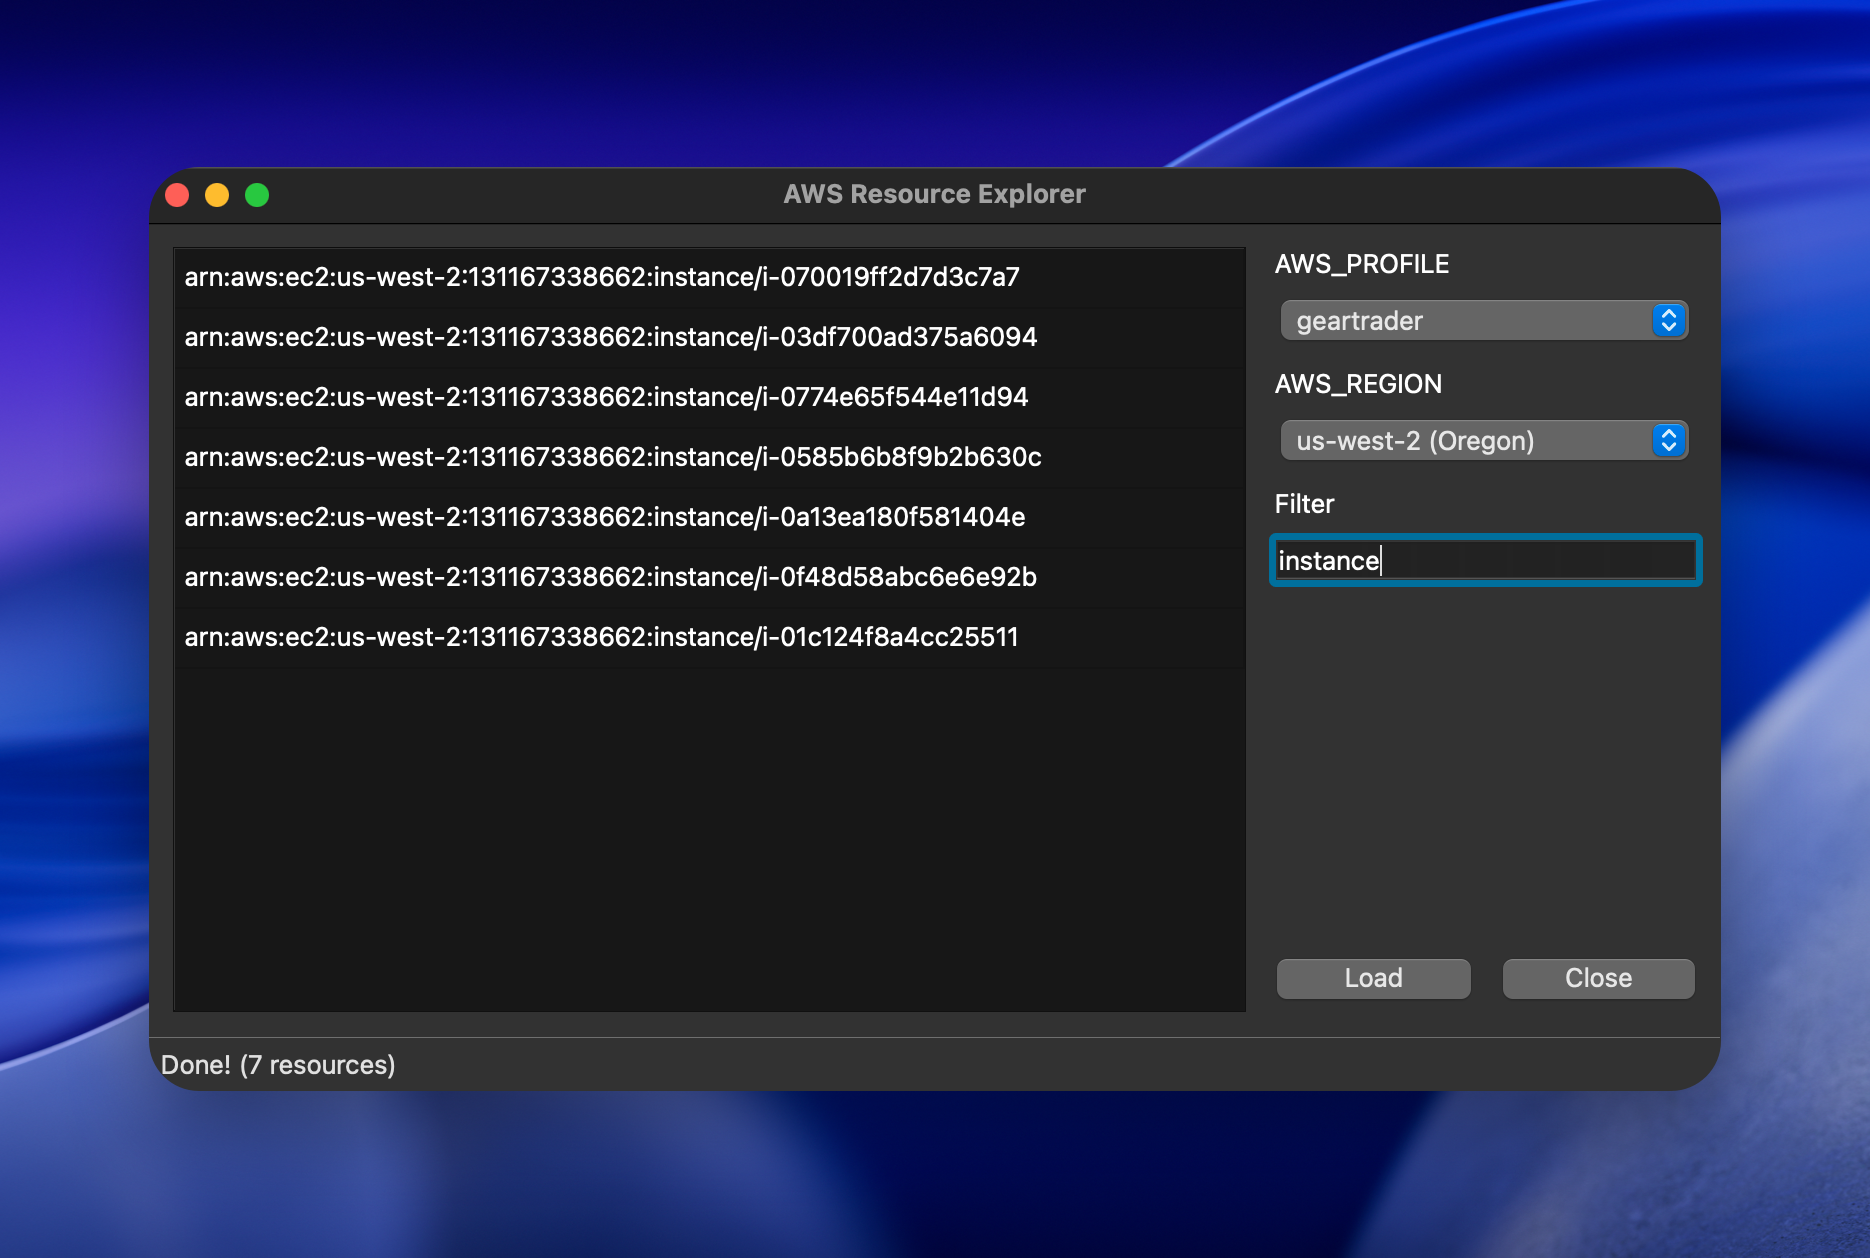 AWS Resource Explorer
arn:aws:ec2:us-west-2:131167338662:instance/i-070019ff2d7d3c7a7
arn:aws:ec2:us-west-2:131167338662:instance/i-03df700ad375a6094
arn:aws:ec2:us-west-2:131167338662:instance/i-0774e65f544e11d94
arn:aws:ec2:us-west-2:131167338662:instance/i-0585b6b8f9b2b630c
arn:aws:ec2:us-west-2:131167338662:instance/i-0a13ea180f581404e
arn:aws:ec2:us-west-2:131167338662:instance/i-0f48d58abc6e6e92b
arn:aws:ec2:us-west-2:131167338662:instance/i-01c124f8a4cc25511
AWS_PROFILE
geartrader
AWS_REGION
us-west-2 (Oregon)
Filter
instance
Load
Close
Done! (7 resources)